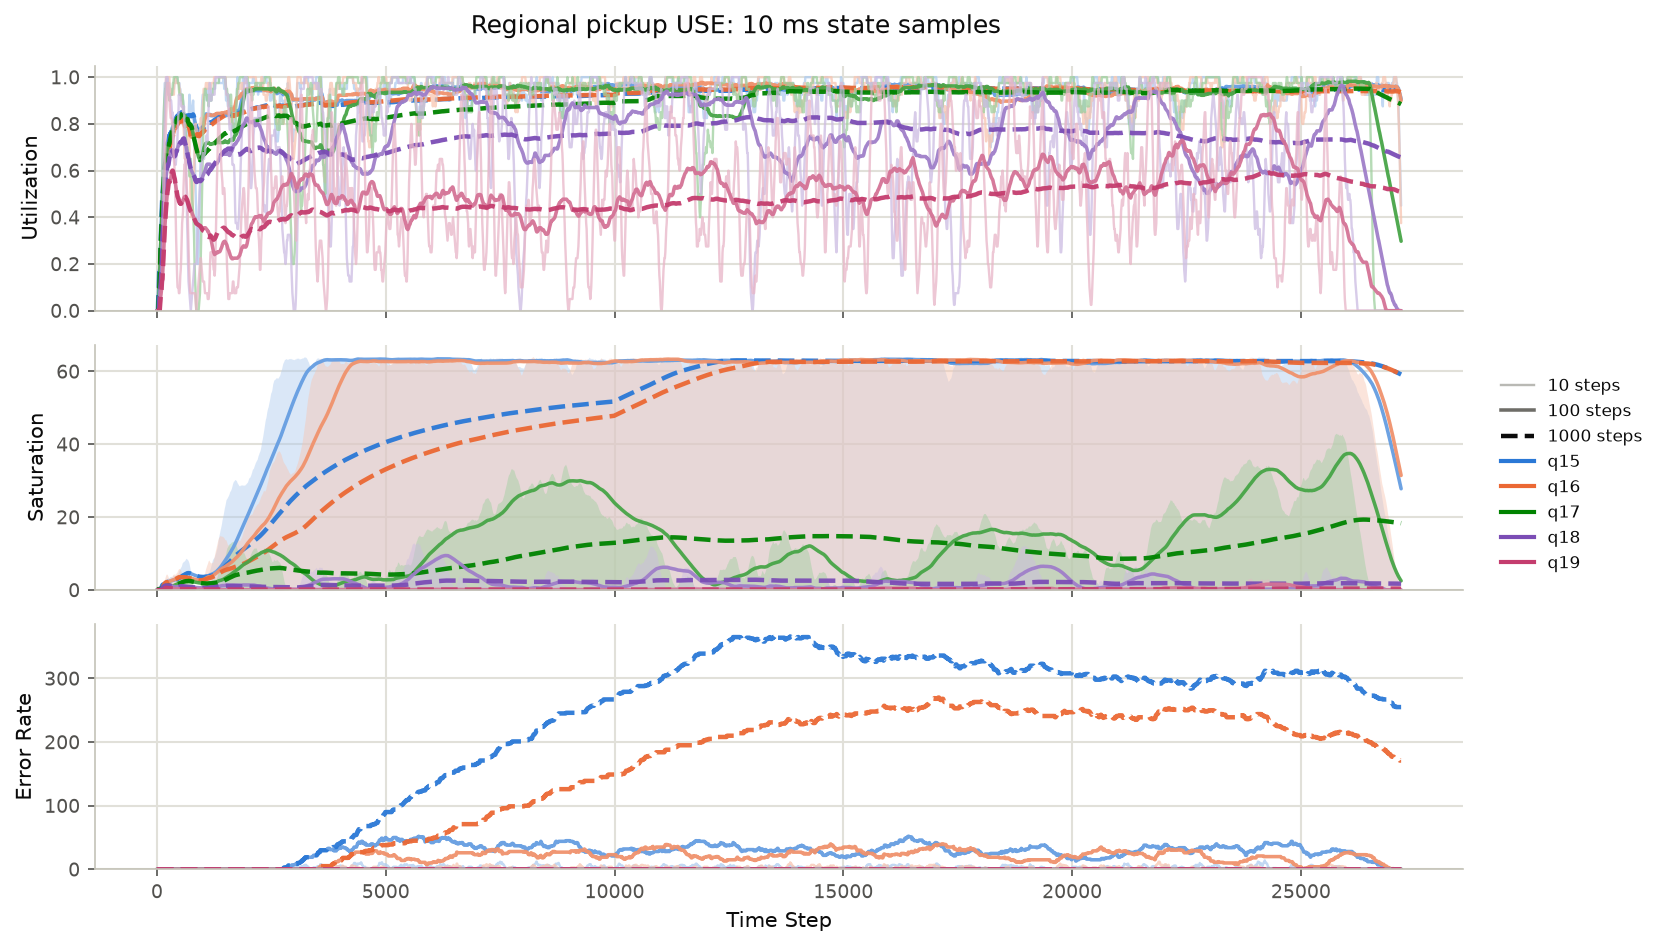 Regional pickup USE: 10 ms state samples
Utilization
1.0
0.8
0.6
0.4
0.2
0.0
Saturation
60
40
20
0
Error Rate
300
200
100
0
0 5000 10000 15000 20000 25000
Time Step
10 steps
100 steps
1000 steps
q15
q16
q17
q18
q19